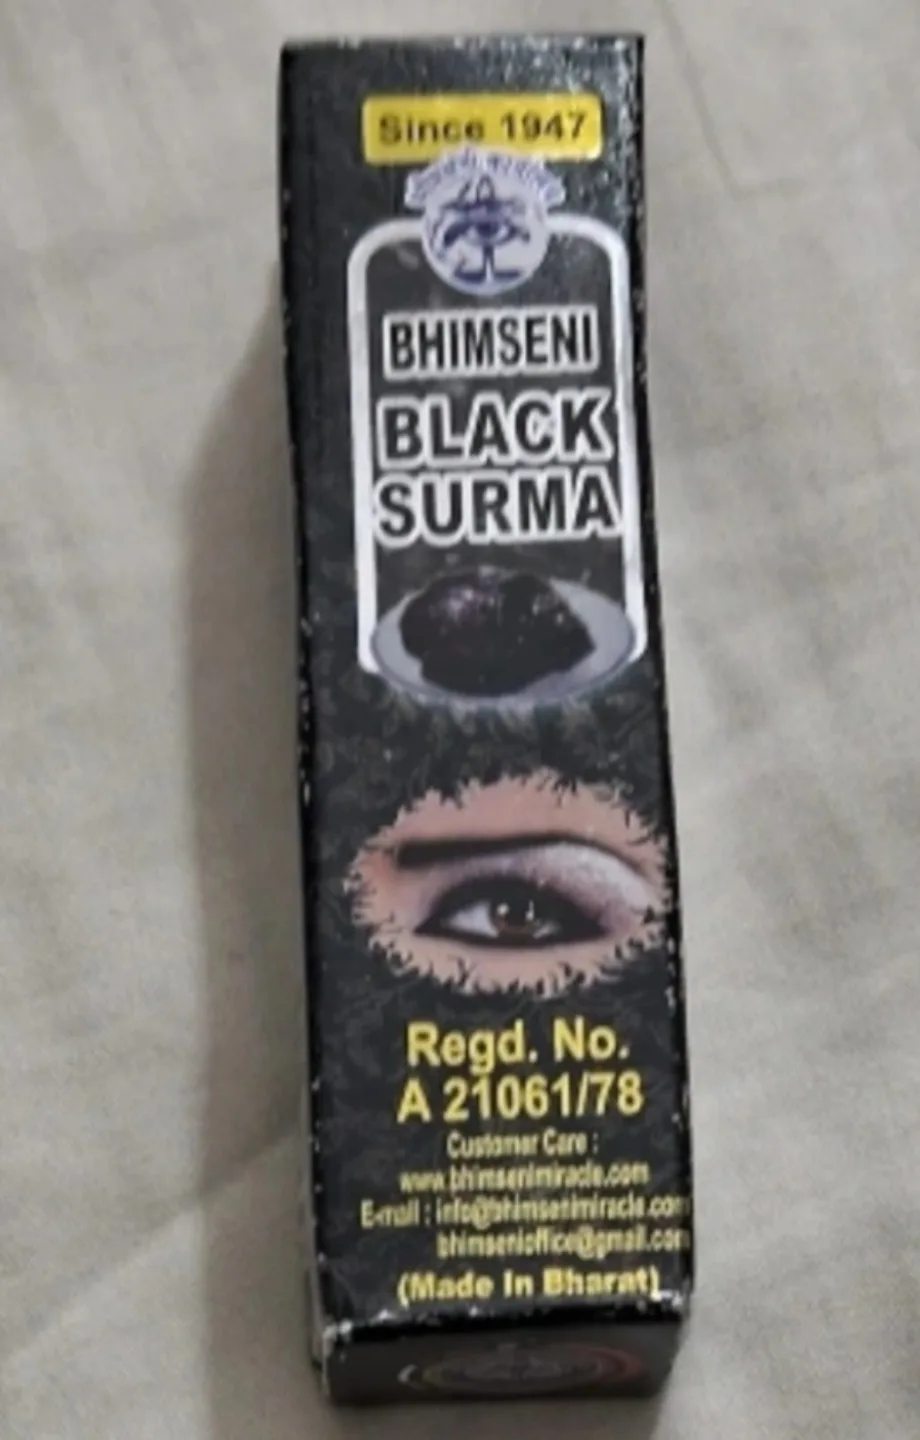 Since 1947
BHIMSENI
BLACK
SURMA
Regd. No.
A 21061/78
Customer Care :
www.bhimsenimiracle.com
E-mail : info@bhimsenimiracle.com
bhimsenioffice@gmail.com
(Made In Bharat)